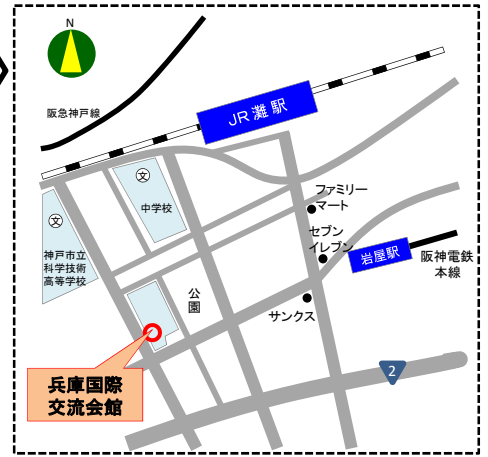 N
阪急神戸線
JR灘駅
文
中学校
文
神戸市立
科学技術
高等学校
ファミリー
マート
セブン
イレブン
岩屋駅
阪神電鉄
本線
公
園
サンクス
兵庫国際
交流会館
2